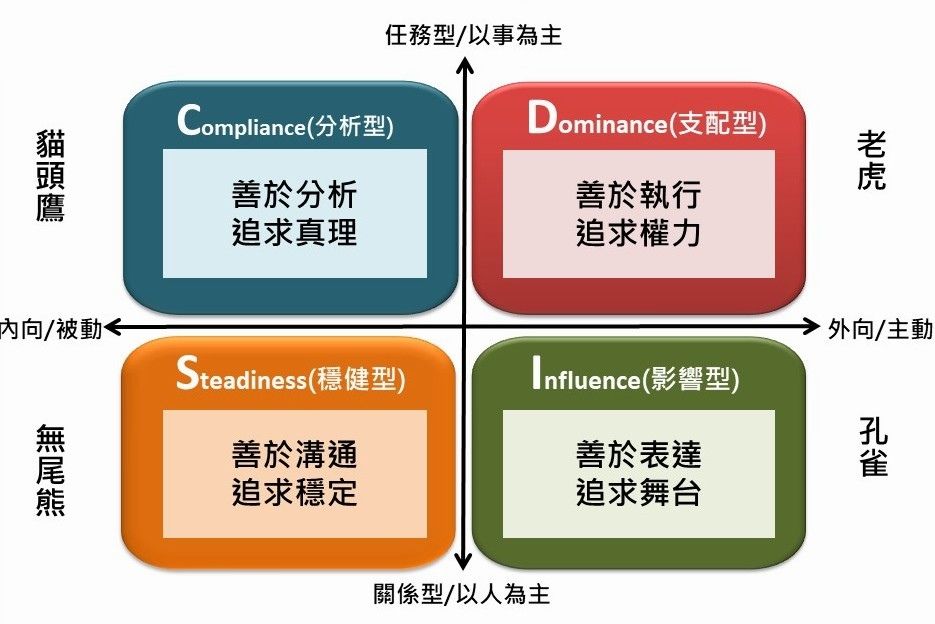 任務型/以事為主
貓頭鷹
Compliance(分析型)
善於分析
追求真理
Dominance(支配型)
善於執行
追求權力
老虎
內向/被動
外向/主動
無尾熊
Steadiness(穩健型)
善於溝通
追求穩定
Influence(影響型)
善於表達
追求舞台
孔雀
關係型/以人為主